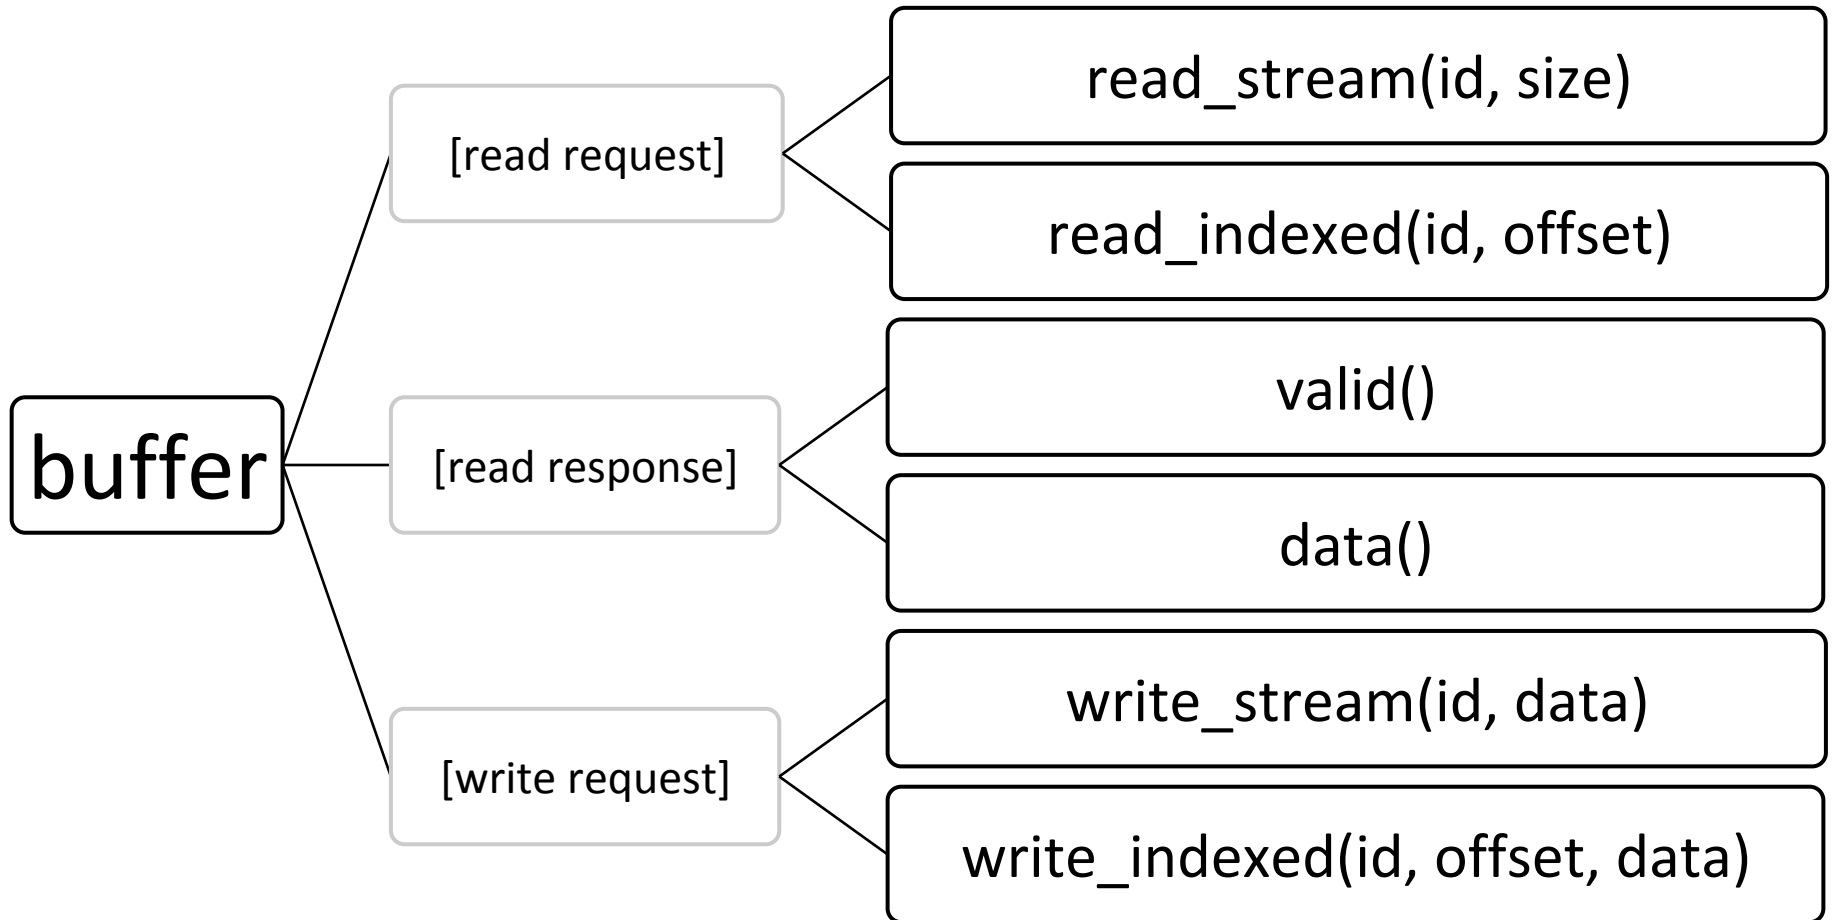 buffer
[read request]
read_stream(id, size)
read_indexed(id, offset)
[read response]
valid()
data()
[write request]
write_stream(id, data)
write_indexed(id, offset, data)